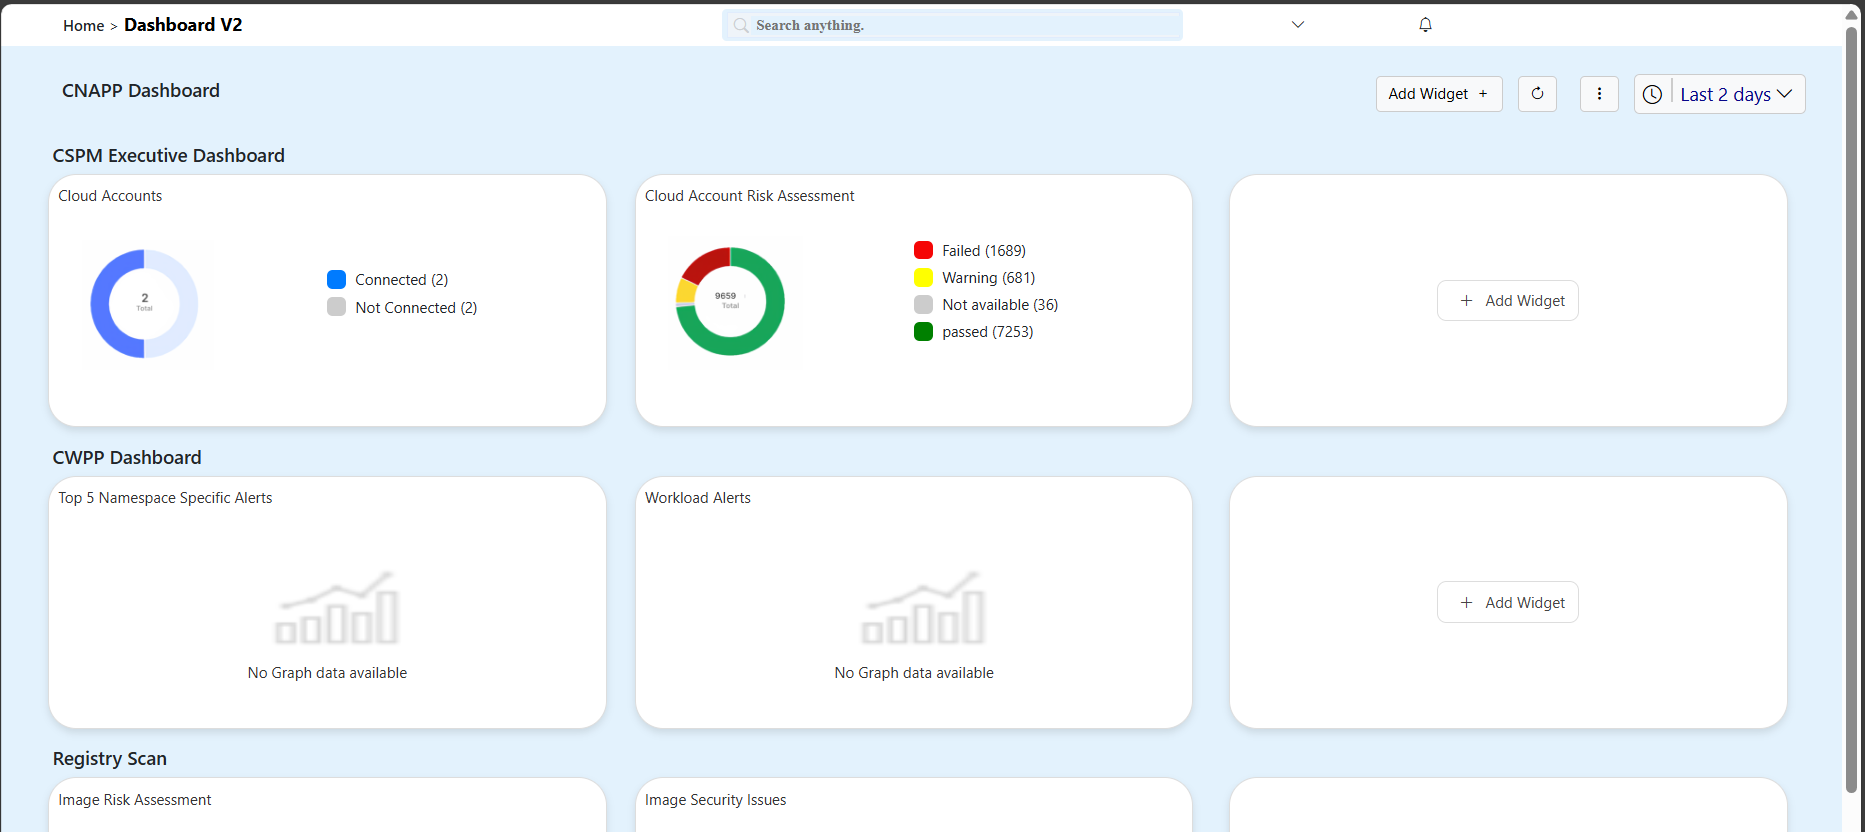 Home > Dashboard V2
Search anything.
CNAPP Dashboard
Add Widget +
Last 2 days
CSPM Executive Dashboard
Cloud Accounts
2
Total
Connected (2)
Not Connected (2)
Cloud Account Risk Assessment
9659
Total
Failed (1689)
Warning (681)
Not available (36)
passed (7253)
+ Add Widget
CWPP Dashboard
Top 5 Namespace Specific Alerts
No Graph data available
Workload Alerts
No Graph data available
+ Add Widget
Registry Scan
Image Risk Assessment
Image Security Issues